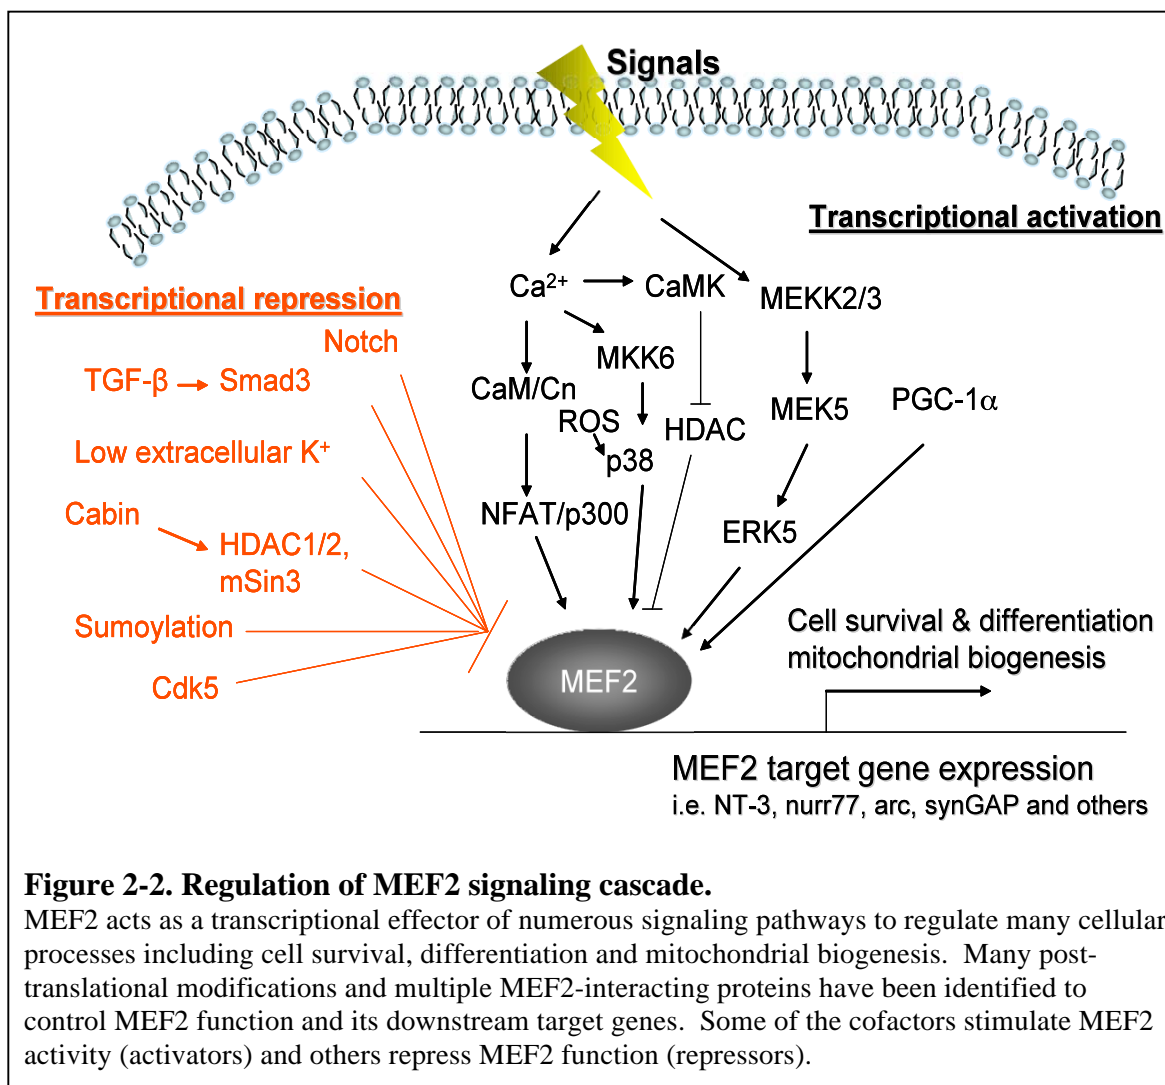 Signals
Transcriptional activation
Transcriptional repression
Notch
TGF-β Smad3
Low extracellular K⁺
Cabin
HDAC1/2,
mSin3
Sumoylation
Cdk5
Ca²⁺
CaMK
MEKK2/3
MKK6
CaM/Cn
ROS
p38
HDAC
MEK5
PGC-1α
NFAT/p300
ERK5
MEF2
Cell survival & differentiation
mitochondrial biogenesis
MEF2 target gene expression
i.e. NT-3, nurr77, arc, synGAP and others
Figure 2-2. Regulation of MEF2 signaling cascade.
MEF2 acts as a transcriptional effector of numerous signaling pathways to regulate many cellular
processes including cell survival, differentiation and mitochondrial biogenesis. Many post-
translational modifications and multiple MEF2-interacting proteins have been identified to
control MEF2 function and its downstream target genes. Some of the cofactors stimulate MEF2
activity (activators) and others repress MEF2 function (repressors).